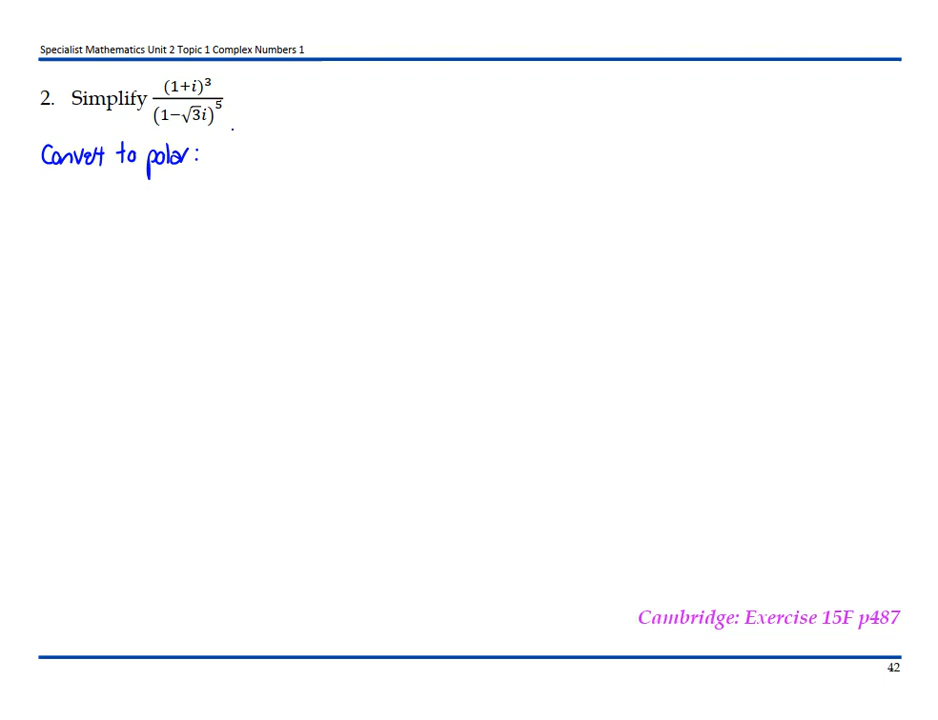 Specialist Mathematics Unit 2 Topic 1 Complex Numbers 1
2. Simplify (1+i)³/(1−√3i)⁵ .
Convert to polar:
Cambridge: Exercise 15F p487
42